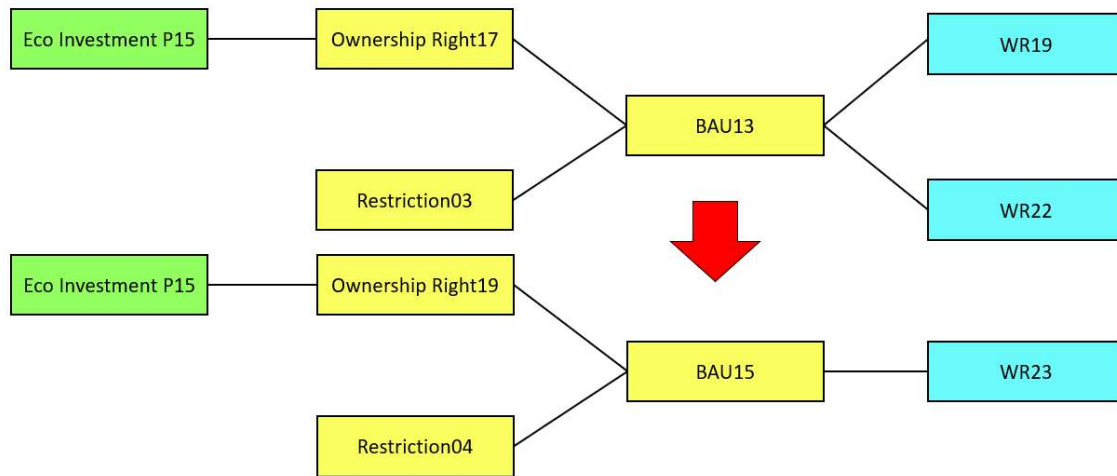 Eco Investment P15
Ownership Right17
WR19
BAU13
Restriction03
WR22
Eco Investment P15
Ownership Right19
BAU15
WR23
Restriction04